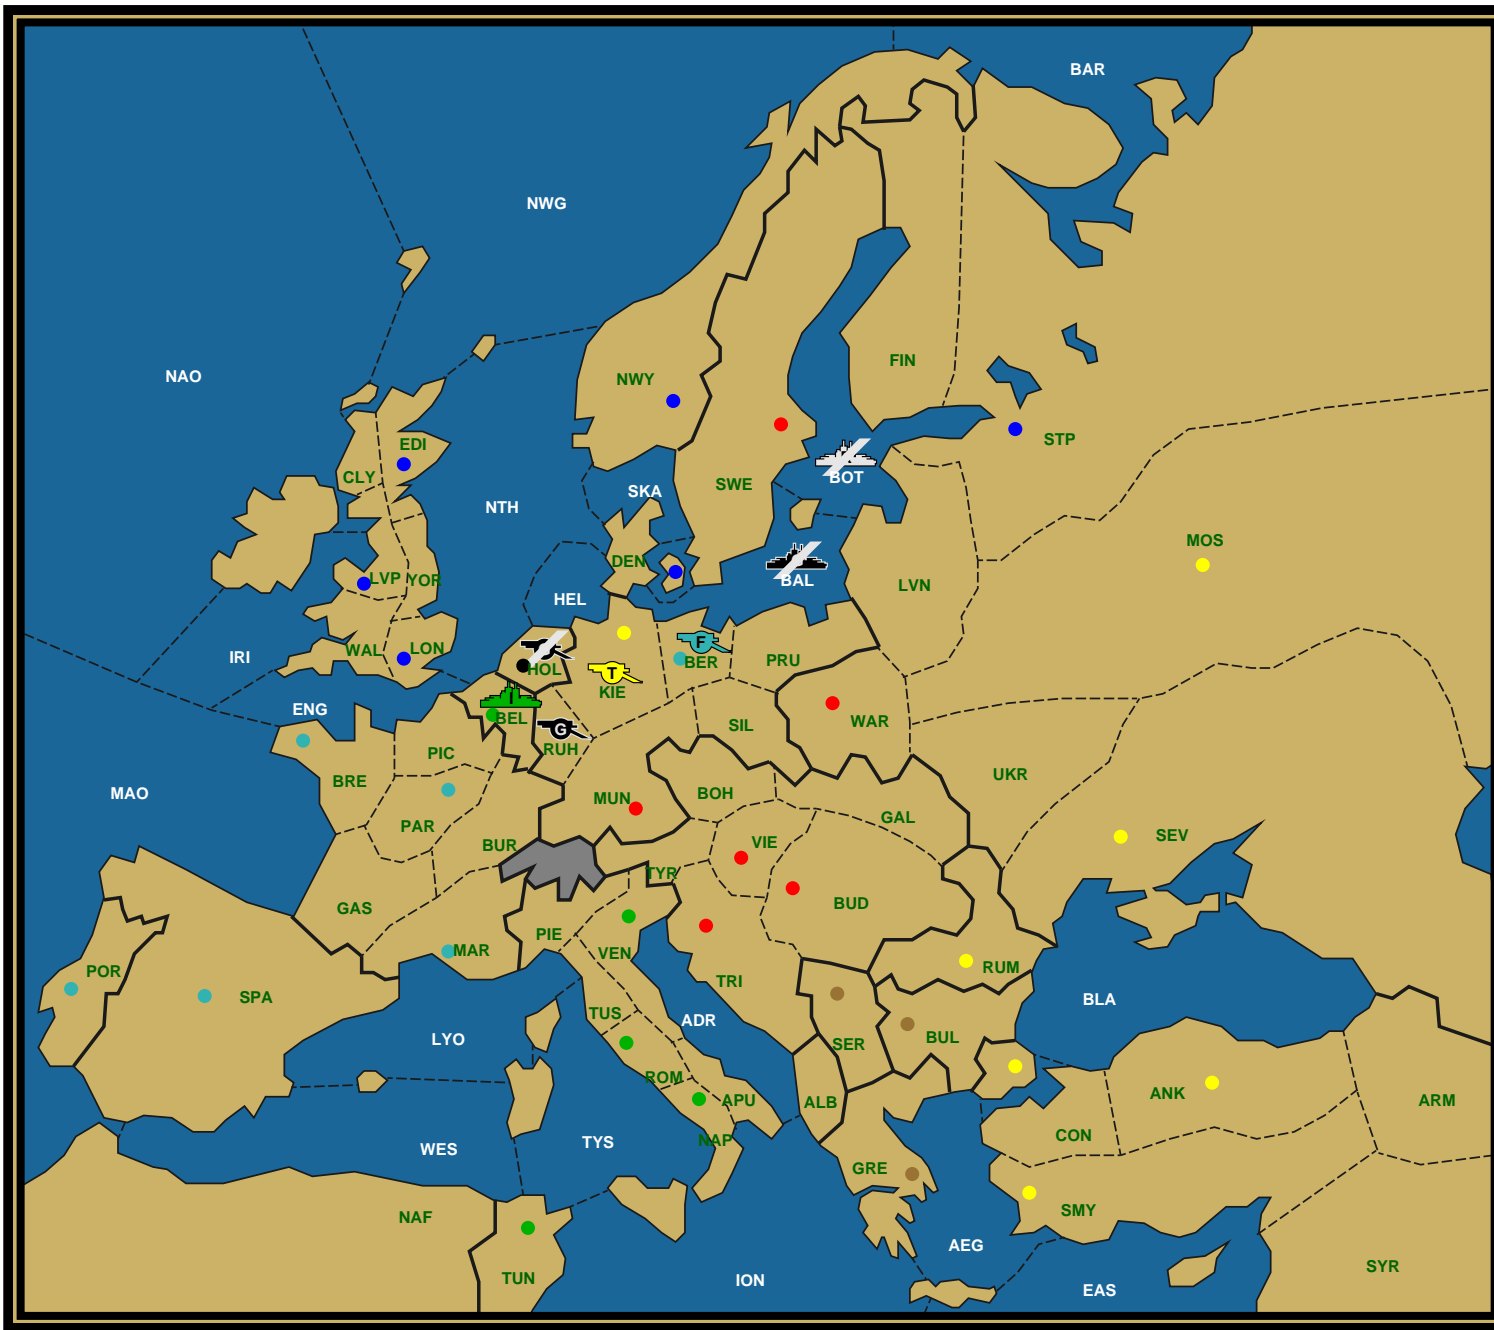 BAR
NWG
NAO
FIN
NWY
STP
EDI
CLY
BOT
SWE
SKA
NTH
MOS
DEN
LVP
YOR
BAL
LVN
HEL
IRI
WAL
LON
F
BER
PRU
HOL
T
KIE
ENG
I
BEL
G
RUH
SIL
WAR
PIC
BRE
UKR
MAO
MUN
BOH
PAR
GAL
SEV
BUR
VIE
TYR
GAS
BUD
PIE
MAR
VEN
POR
SPA
TRI
RUM
BLA
TUS
ADR
LYO
SER
BUL
ROM
APU
ALB
ANK
ARM
CON
NAP
TYS
WES
GRE
SMY
NAF
AEG
SYR
TUN
ION
EAS